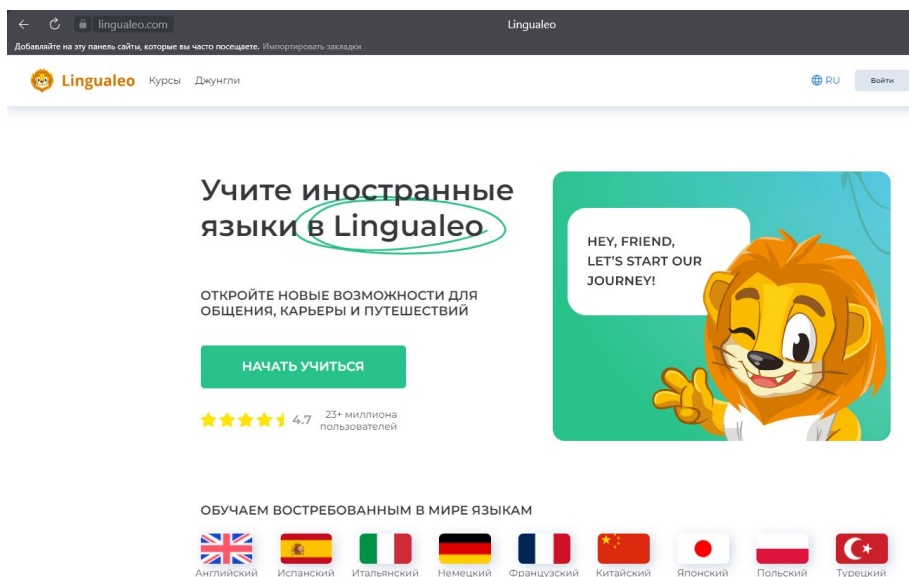 lingualeo.com
Lingualeo
Добавляйте на эту панель сайты, которые вы часто посещаете. Импортировать закладки
Lingualeo
Курсы
Джунгли
RU
Войти
Учите иностранные
языки в Lingualeo
HEY, FRIEND,
LET'S START OUR
JOURNEY!
ОТКРОЙТЕ НОВЫЕ ВОЗМОЖНОСТИ ДЛЯ
ОБЩЕНИЯ, КАРЬЕРЫ И ПУТЕШЕСТВИЙ
НАЧАТЬ УЧИТЬСЯ
4.7
23+ миллиона
пользователей
ОБУЧАЕМ ВОСТРЕБОВАННЫМ В МИРЕ ЯЗЫКАМ
Английский
Испанский
Итальянский
Немецкий
Французский
Китайский
Японский
Польский
Турецкий